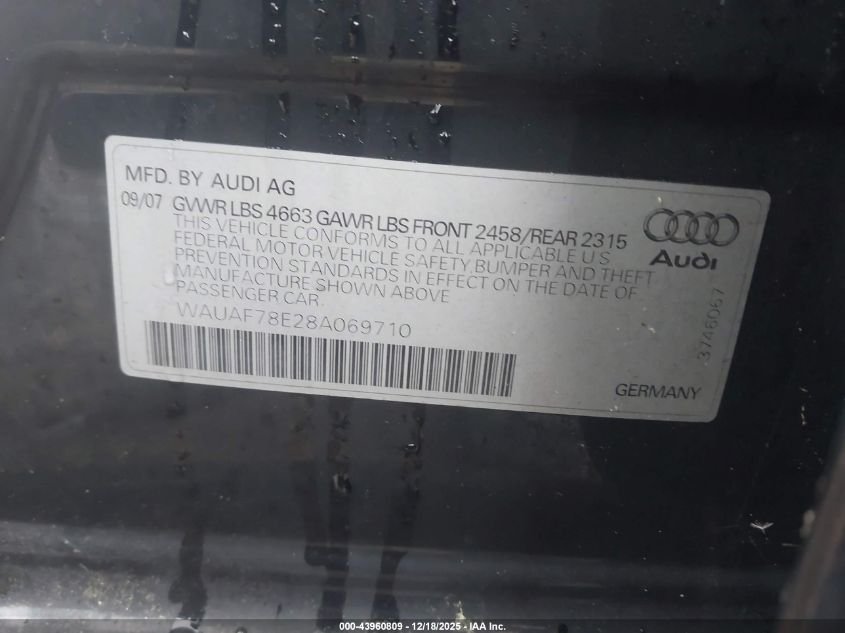 MFD. BY AUDI AG
09/07 GVWR LBS 4663 GAWR LBS FRONT 2458/REAR 2315
THIS VEHICLE CONFORMS TO ALL APPLICABLE U S
FEDERAL MOTOR VEHICLE SAFETY,BUMPER AND THEFT
PREVENTION STANDARDS IN EFFECT ON THE DATE OF
MANUFACTURE SHOWN ABOVE
PASSENGER CAR
WAUAF78E28A069710
Audi
3746067
GERMANY
000-43960809 - 12/18/2025 - IAA Inc.